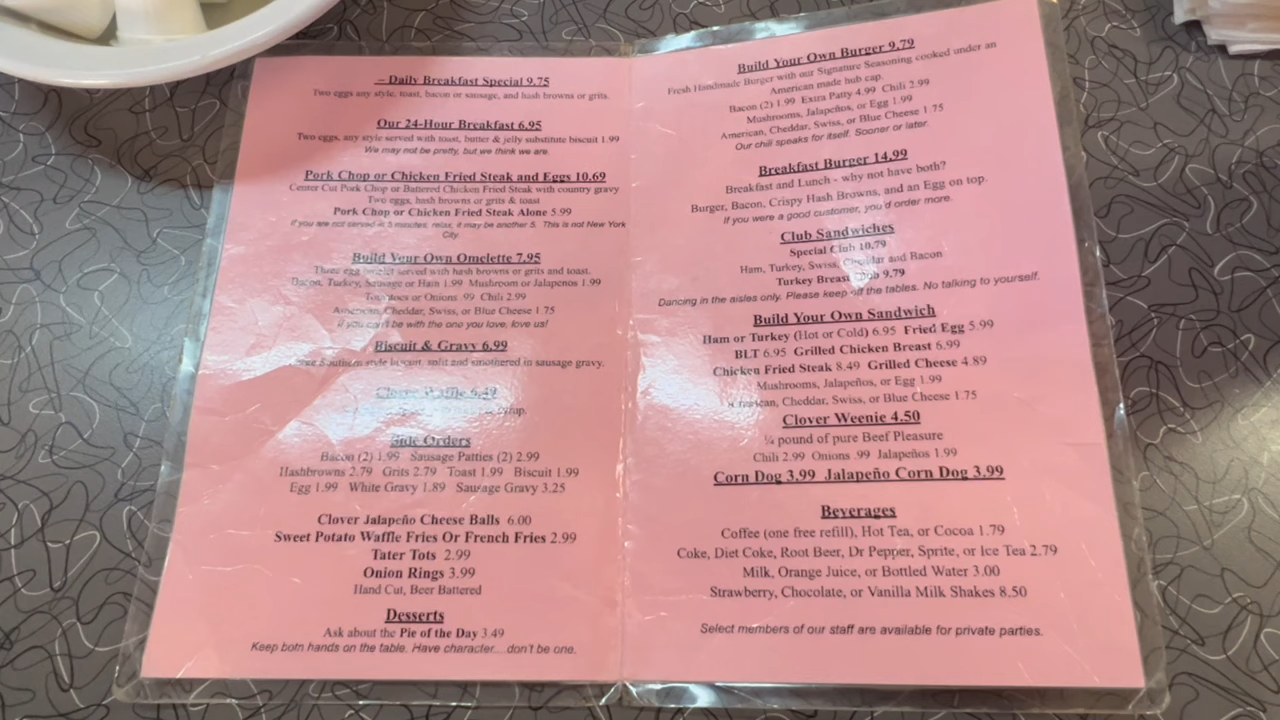 – Daily Breakfast Special 9.75
Two eggs any style, toast, bacon or sausage, and hash browns or grits.
Our 24-Hour Breakfast 6.95
Two eggs, any style served with toast, butter & jelly substitute biscuit 1.99
We may not be pretty, but we think we are.
Pork Chop or Chicken Fried Steak and Eggs 10.69
Center Cut Pork Chop or Battered Chicken Fried Steak with country gravy
Two eggs, hash browns or grits & toast
Pork Chop or Chicken Fried Steak Alone 5.99
If you are not served in 5 minutes, relax, it may be another 5. This is not New York
City.
Build Your Own Omelette 7.95
Three egg omelet served with hash browns or grits and toast.
Bacon, Turkey, Sausage or Ham 1.99 Mushroom or Jalapenos 1.99
Tomatoes or Onions .99 Chili 2.99
American, Cheddar, Swiss, or Blue Cheese 1.75
If you can't be with the one you love, love us!
Biscuit & Gravy 6.99
Southern style biscuit, split and smothered in sausage gravy.
Clover Waffle 6.49
syrup.
Side Orders
Bacon (2) 1.99 Sausage Patties (2) 2.99
Hashbrowns 2.79 Grits 2.79 Toast 1.99 Biscuit 1.99
Egg 1.99 White Gravy 1.89 Sausage Gravy 3.25
Clover Jalapeño Cheese Balls 6.00
Sweet Potato Waffle Fries Or French Fries 2.99
Tater Tots 2.99
Onion Rings 3.99
Hand Cut, Beer Battered
Desserts
Ask about the Pie of the Day 3.49
Keep both hands on the table. Have character....don't be one.
Build Your Own Burger 9.79
Fresh Handmade Burger with our Signature Seasoning cooked under an
American made hub cap.
Bacon (2) 1.99 Extra Patty 4.99 Chili 2.99
Mushrooms, Jalapeños, or Egg 1.99
American, Cheddar, Swiss, or Blue Cheese 1.75
Our chili speaks for itself. Sooner or later.
Breakfast Burger 14.99
Breakfast and Lunch - why not have both?
Burger, Bacon, Crispy Hash Browns, and an Egg on top.
If you were a good customer, you'd order more.
Club Sandwiches
Special Club 10.79
Ham, Turkey, Swiss, Cheddar and Bacon
Turkey Breast Club 9.79
Dancing in the aisles only. Please keep off the tables. No talking to yourself.
Build Your Own Sandwich
Ham or Turkey (Hot or Cold) 6.95 Fried Egg 5.99
BLT 6.95 Grilled Chicken Breast 6.99
Chicken Fried Steak 8.49 Grilled Cheese 4.89
Mushrooms, Jalapeños, or Egg 1.99
American, Cheddar, Swiss, or Blue Cheese 1.75
Clover Weenie 4.50
¼ pound of pure Beef Pleasure
Chili 2.99 Onions .99 Jalapeños 1.99
Corn Dog 3.99 Jalapeño Corn Dog 3.99
Beverages
Coffee (one free refill), Hot Tea, or Cocoa 1.79
Coke, Diet Coke, Root Beer, Dr Pepper, Sprite, or Ice Tea 2.79
Milk, Orange Juice, or Bottled Water 3.00
Strawberry, Chocolate, or Vanilla Milk Shakes 8.50
Select members of our staff are available for private parties.